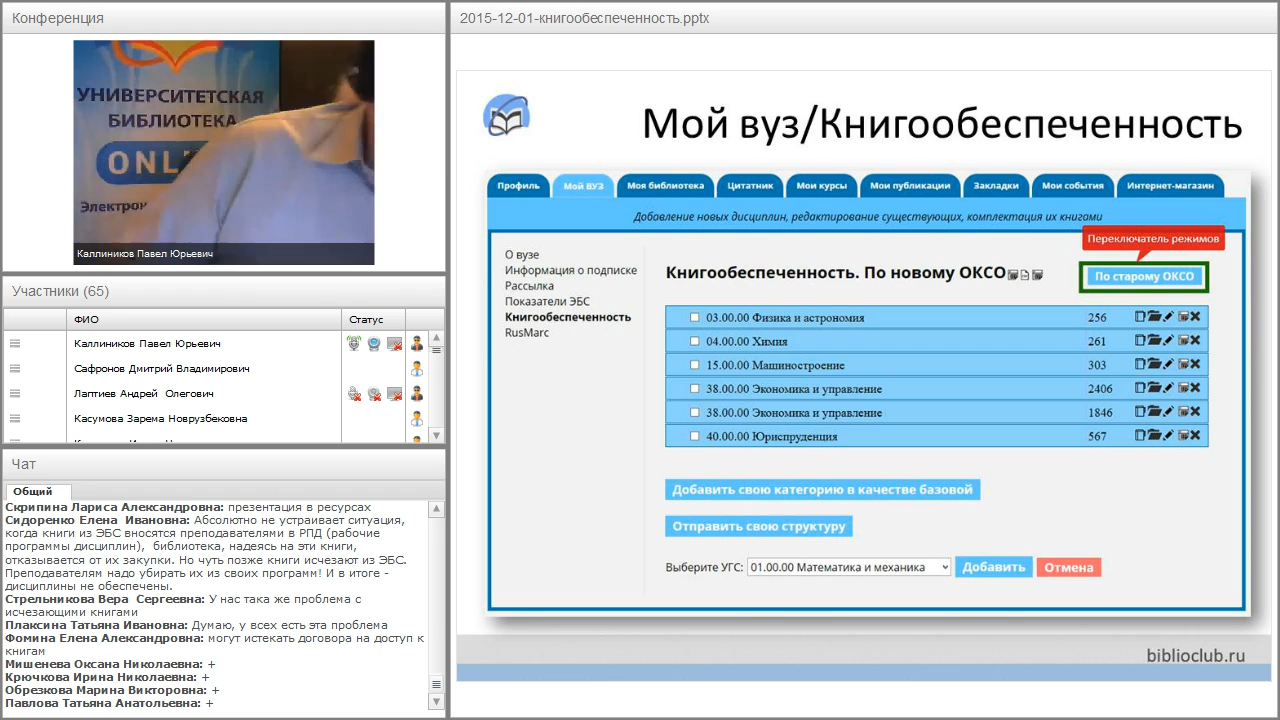 Конференция
УНИВЕРСИТЕТСКАЯ
БИБЛИОТЕКА
Каллиников Павел Юрьевич
Участники (65)
ФИО
Статус
Каллиников Павел Юрьевич
Сафронов Дмитрий Владимирович
Лаптиев Андрей Олегович
Касумова Зарема Новрузбековна
Чат
Общий
Скрипина Лариса Александровна: презентация в ресурсах
Сидоренко Елена Ивановна: Абсолютно не устраивает ситуация,
когда книги из ЭБС вносятся преподавателями в РПД (рабочие
программы дисциплин), библиотека, надеясь на эти книги,
отказывается от их закупки. Но чуть позже книги исчезают из ЭБС.
Преподавателям надо убирать их из своих программ! И в итоге -
дисциплины не обеспечены.
Стрельникова Вера Сергеевна: У нас така же проблема с
исчезающими книгами
Плаксина Татьяна Ивановна: Думаю, у всех есть эта проблема
Фомина Елена Александровна: могут истекать договора на доступ к
книгам
Мишенева Оксана Николаевна: +
Крючкова Ирина Николаевна: +
Обрезкова Марина Викторовна: +
Павлова Татьяна Анатольевна: +
2015-12-01-книгообеспеченность.pptx
Мой вуз/Книгообеспеченность
Профиль Мой ВУЗ Моя библиотека Цитатник Мои курсы Мои публикации Закладки Мои события Интернет-магазин
Добавление новых дисциплин, редактирование существующих, комплектация их книгами
Переключатель режимов
О вузе
Информация о подписке
Рассылка
Показатели ЭБС
Книгообеспеченность
RusMarc
Книгообеспеченность. По новому ОКСО
По старому ОКСО
03.00.00 Физика и астрономия 256
04.00.00 Химия 261
15.00.00 Машиностроение 303
38.00.00 Экономика и управление 2406
38.00.00 Экономика и управление 1846
40.00.00 Юриспруденция 567
Добавить свою категорию в качестве базовой
Отправить свою структуру
Выберите УГС: 01.00.00 Математика и механика Добавить Отмена
biblioclub.ru